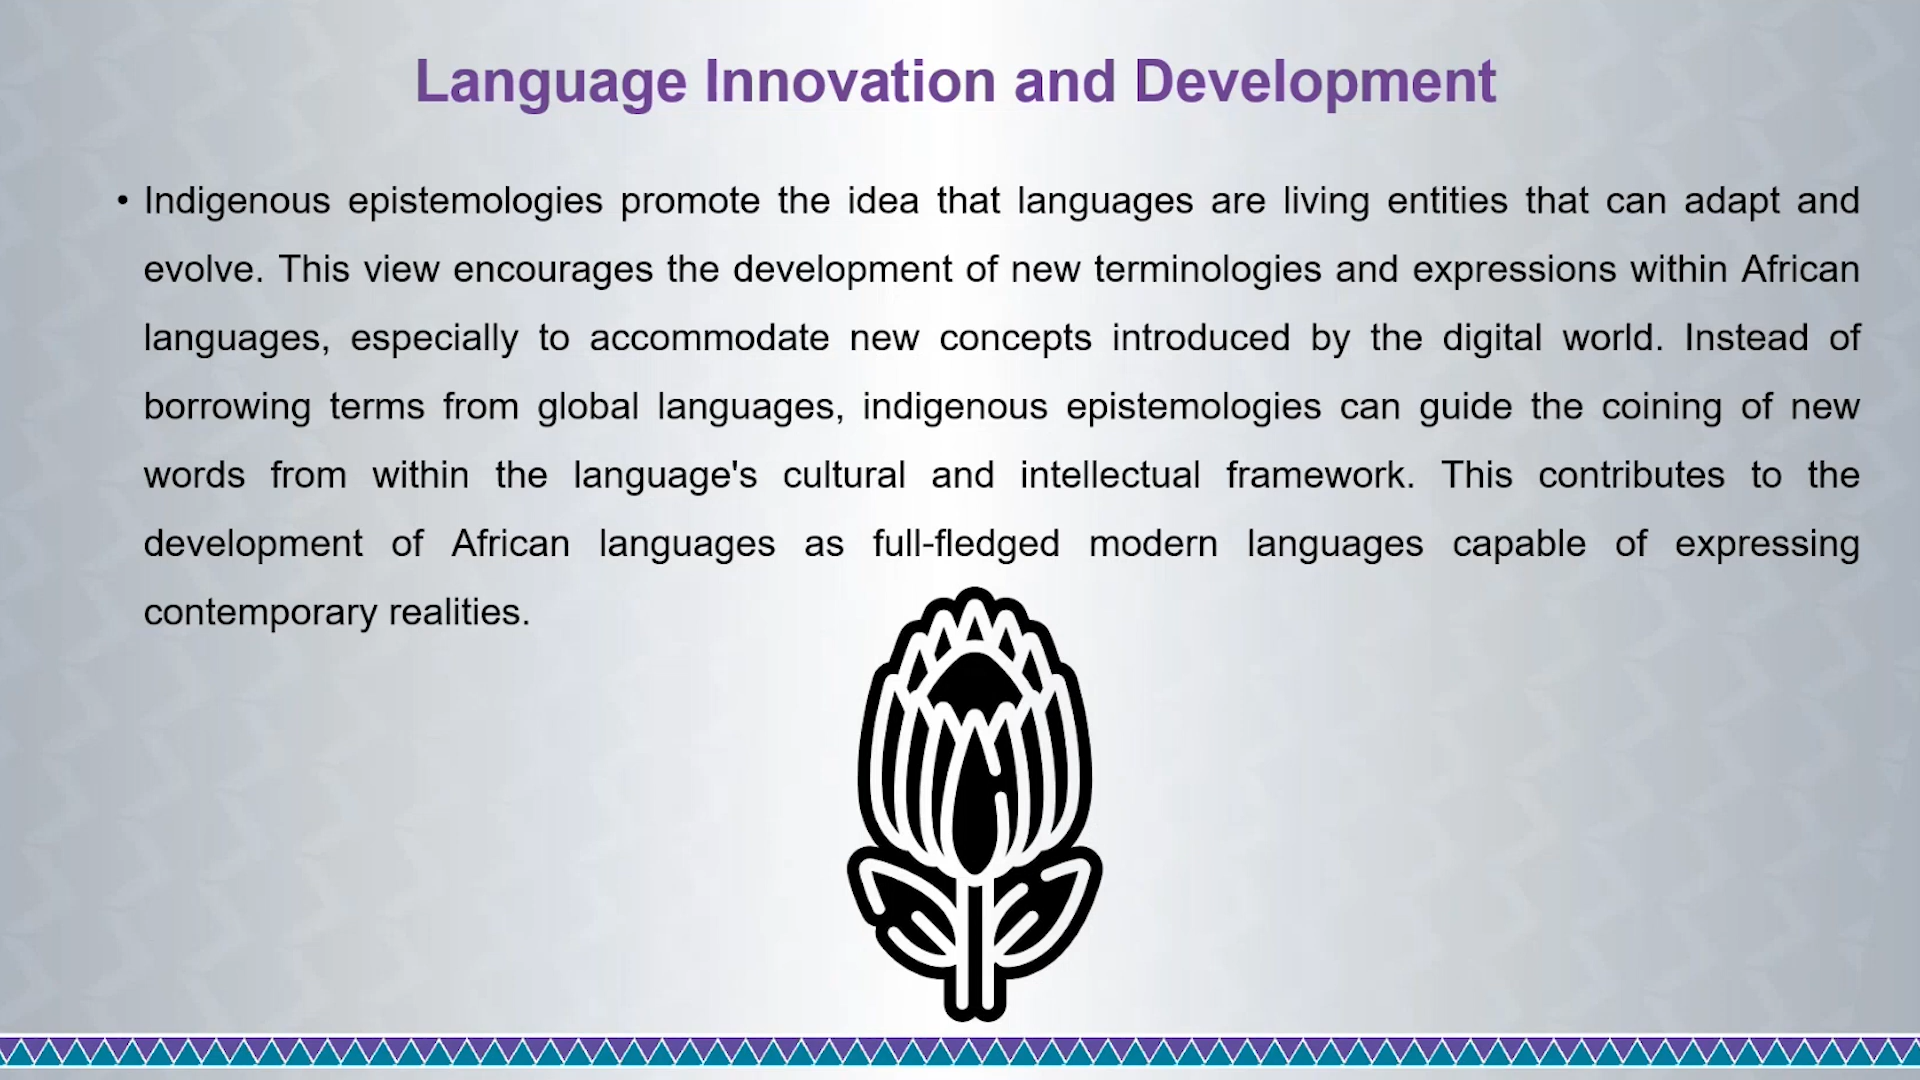 Language Innovation and Development
• Indigenous epistemologies promote the idea that languages are living entities that can adapt and
evolve. This view encourages the development of new terminologies and expressions within African
languages, especially to accommodate new concepts introduced by the digital world. Instead of
borrowing terms from global languages, indigenous epistemologies can guide the coining of new
words from within the language's cultural and intellectual framework. This contributes to the
development of African languages as full-fledged modern languages capable of expressing
contemporary realities.